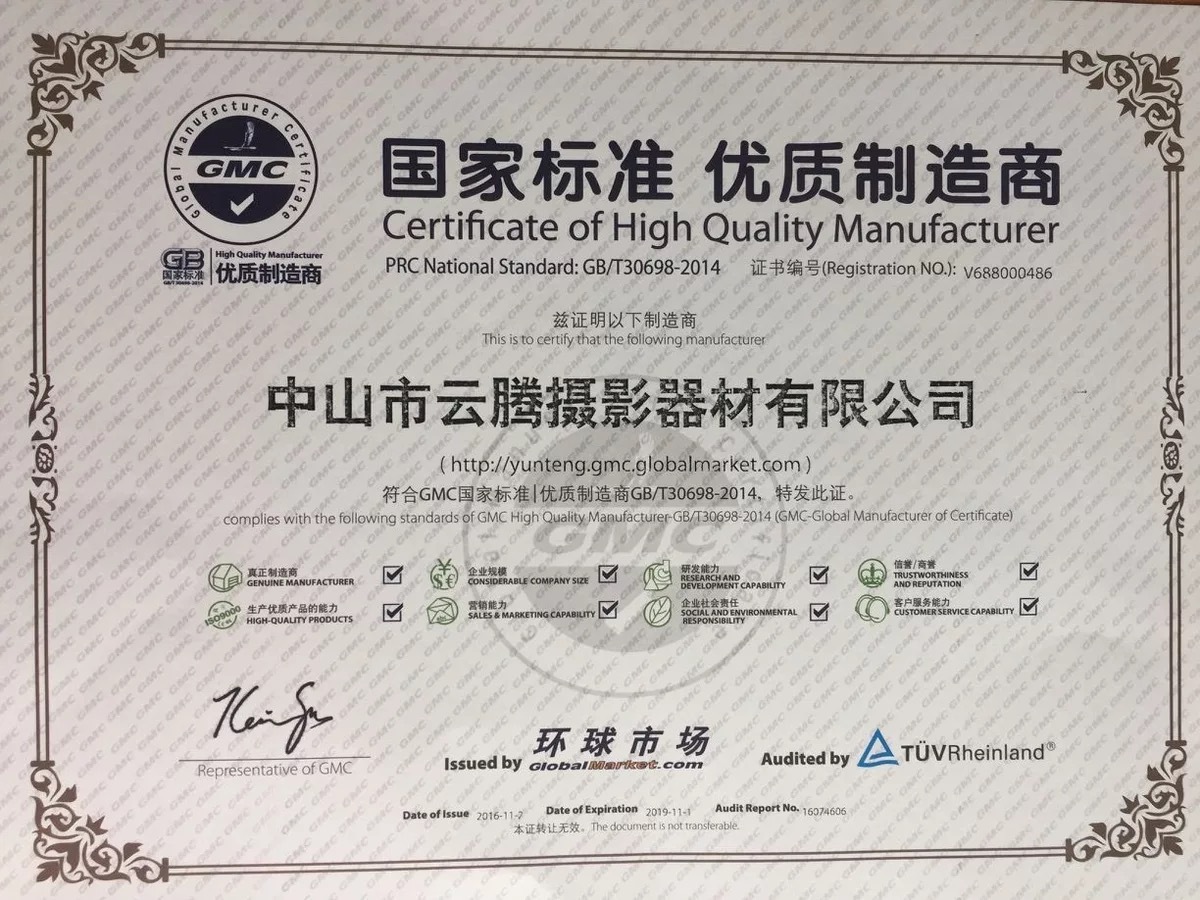 Global Manufacturer Certificate
GMC
GB
国家标准
GB/T 30698-2014
High Quality Manufacturer
优质制造商
国家标准 优质制造商
Certificate of High Quality Manufacturer
PRC National Standard: GB/T30698-2014 证书编号(Registration NO.): V688000486
兹证明以下制造商
This is to certify that the following manufacturer
中山市云腾摄影器材有限公司
( http://yunteng.gmc.globalmarket.com )
符合GMC国家标准|优质制造商GB/T30698-2014，特发此证。
complies with the following standards of GMC High Quality Manufacturer-GB/T30698-2014 (GMC-Global Manufacturer of Certificate)
真正制造商
GENUINE MANUFACTURER
企业规模
CONSIDERABLE COMPANY SIZE
研发能力
RESEARCH AND
DEVELOPMENT CAPABILITY
信誉/商誉
TRUSTWORTHINESS
AND REPUTATION
ISO9000
生产优质产品的能力
HIGH-QUALITY PRODUCTS
营销能力
SALES & MARKETING CAPABILITY
企业社会责任
SOCIAL AND ENVIRONMENTAL
RESPONSIBILITY
客户服务能力
CUSTOMER SERVICE CAPABILITY
Representative of GMC
Issued by 环球市场
GlobalMarket.com
Audited by TÜVRheinland®
Date of Issue 2016-11-2 Date of Expiration 2019-11-1 Audit Report No. 16074606
本证转让无效。The document is not transferable.